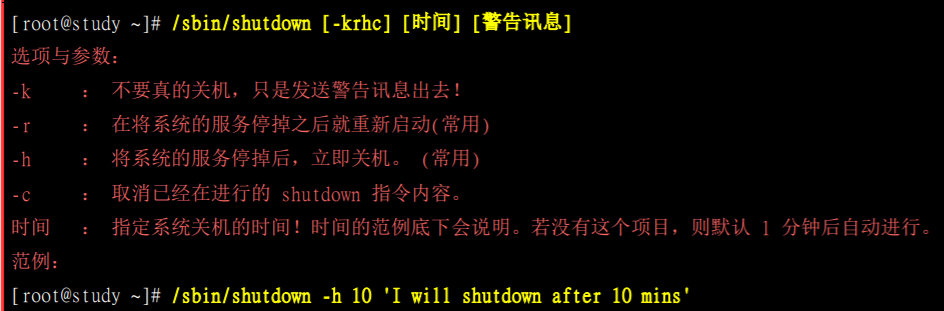 [root@study ~]# /sbin/shutdown [-krhc] [时间] [警告讯息]
选项与参数：
-k ： 不要真的关机，只是发送警告讯息出去！
-r ： 在将系统的服务停掉之后就重新启动(常用)
-h ： 将系统的服务停掉后，立即关机。 (常用)
-c ： 取消已经在进行的 shutdown 指令内容。
时间 ： 指定系统关机的时间！时间的范例底下会说明。若没有这个项目，则默认 1 分钟后自动进行。
范例：
[root@study ~]# /sbin/shutdown -h 10 'I will shutdown after 10 mins'